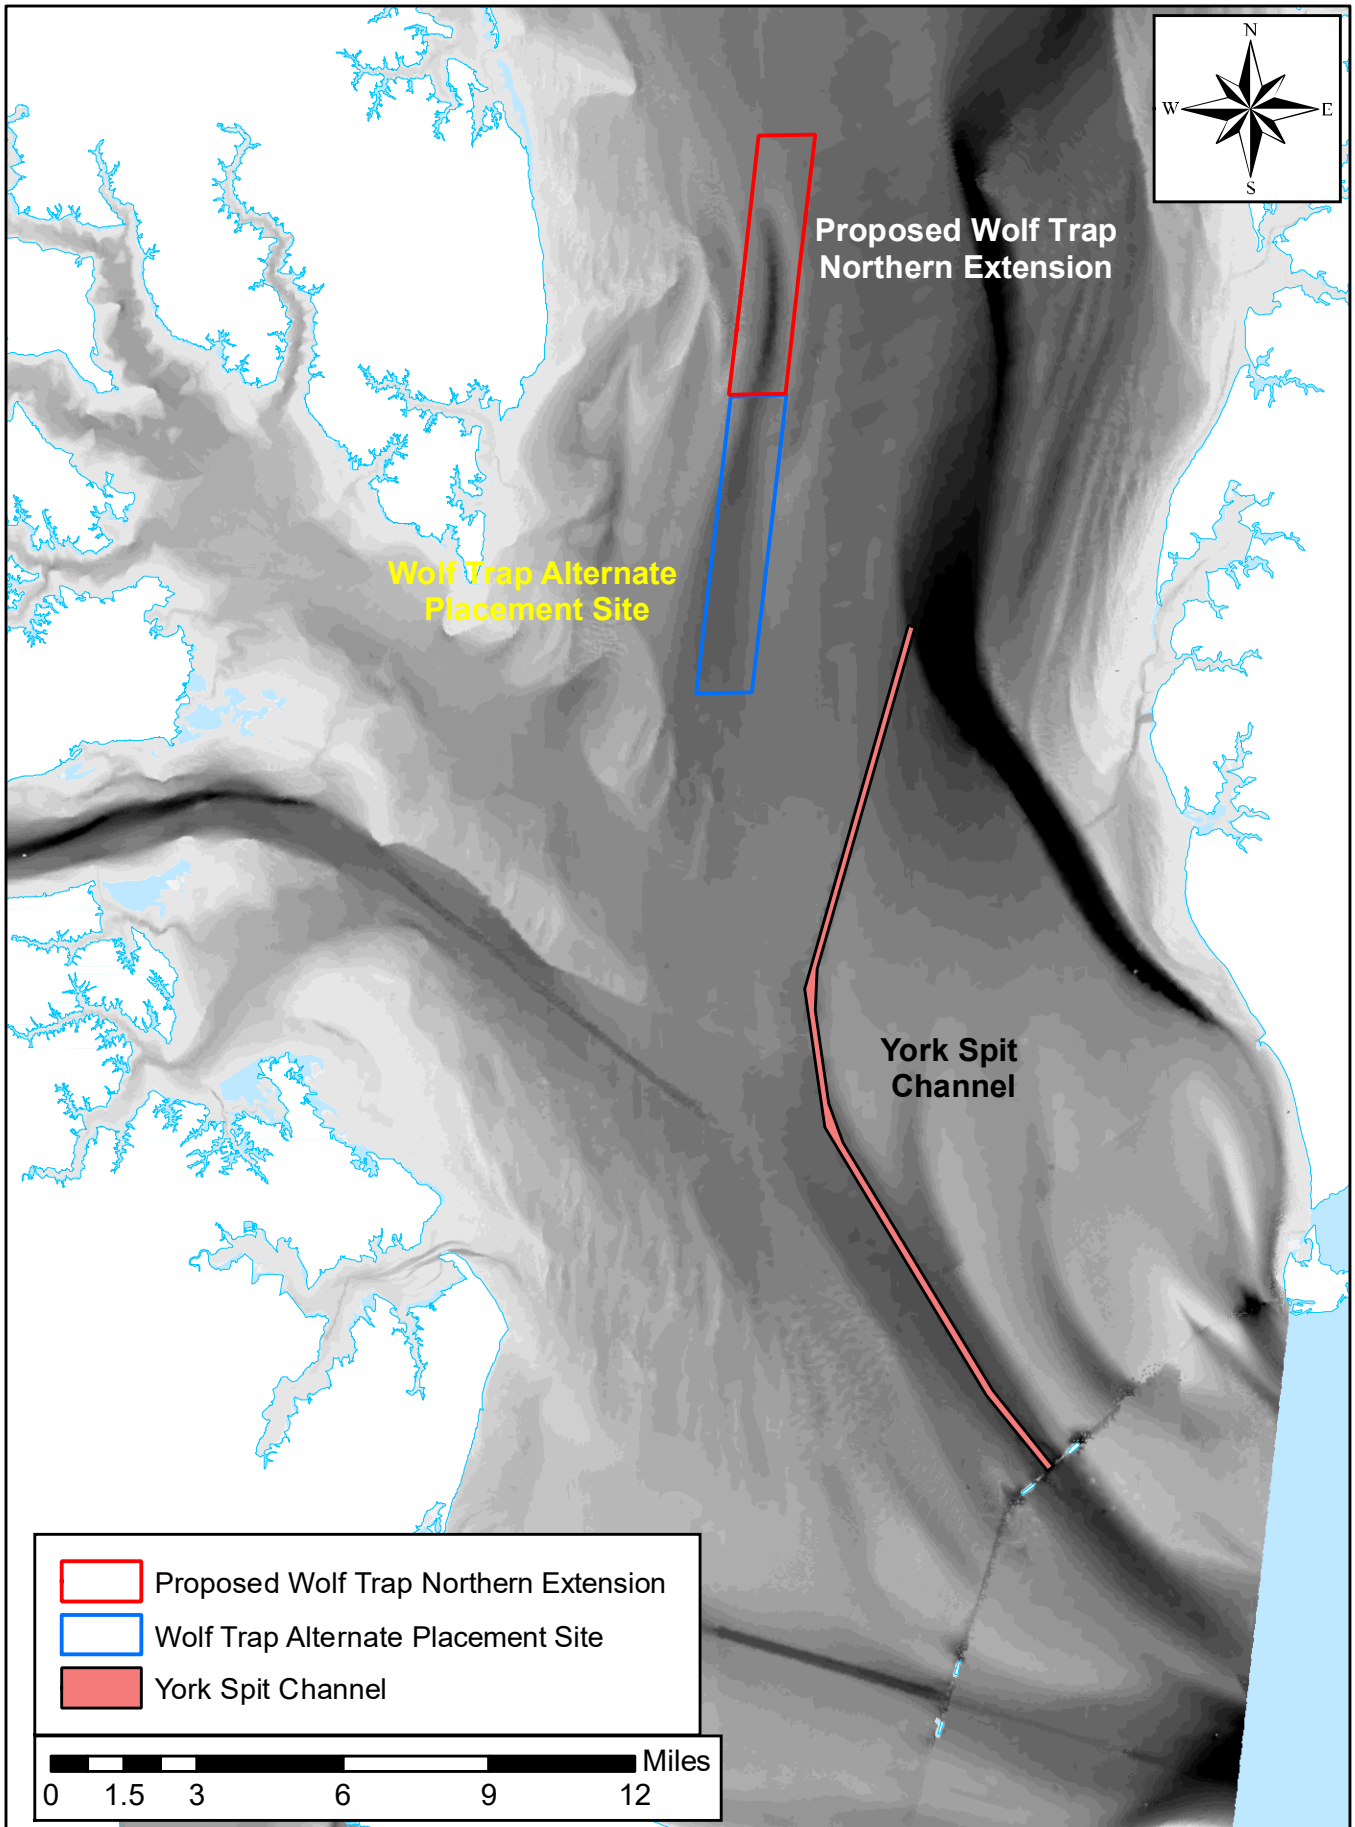 N
W E
S
Proposed Wolf Trap
Northern Extension
Wolf Trap Alternate
Placement Site
York Spit
Channel
Proposed Wolf Trap Northern Extension
Wolf Trap Alternate Placement Site
York Spit Channel
Miles
0 1.5 3 6 9 12